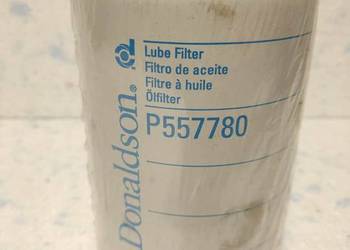 Donaldson®
Lube Filter
Filtro de aceite
Filtre à huile
Ölfilter
P557780